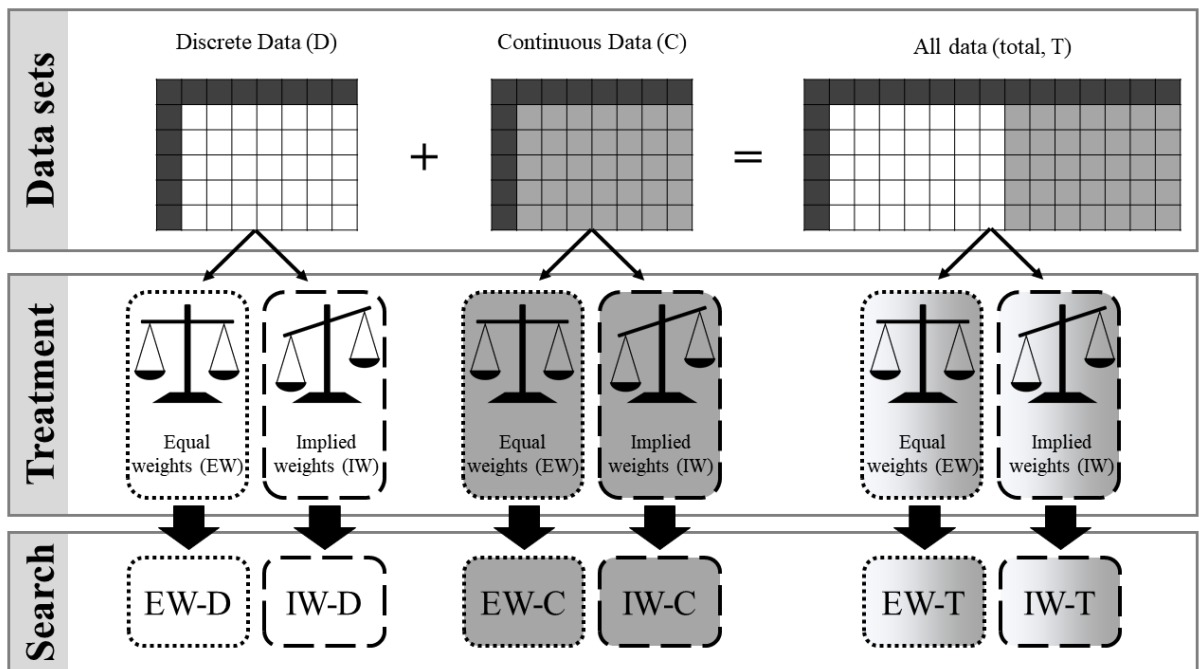 Data sets
Discrete Data (D)
Continuous Data (C)
All data (total, T)
+
=
Treatment
Equal
weights (EW)
Implied
weights (IW)
Equal
weights (EW)
Implied
weights (IW)
Equal
weights (EW)
Implied
weights (IW)
Search
EW-D
IW-D
EW-C
IW-C
EW-T
IW-T